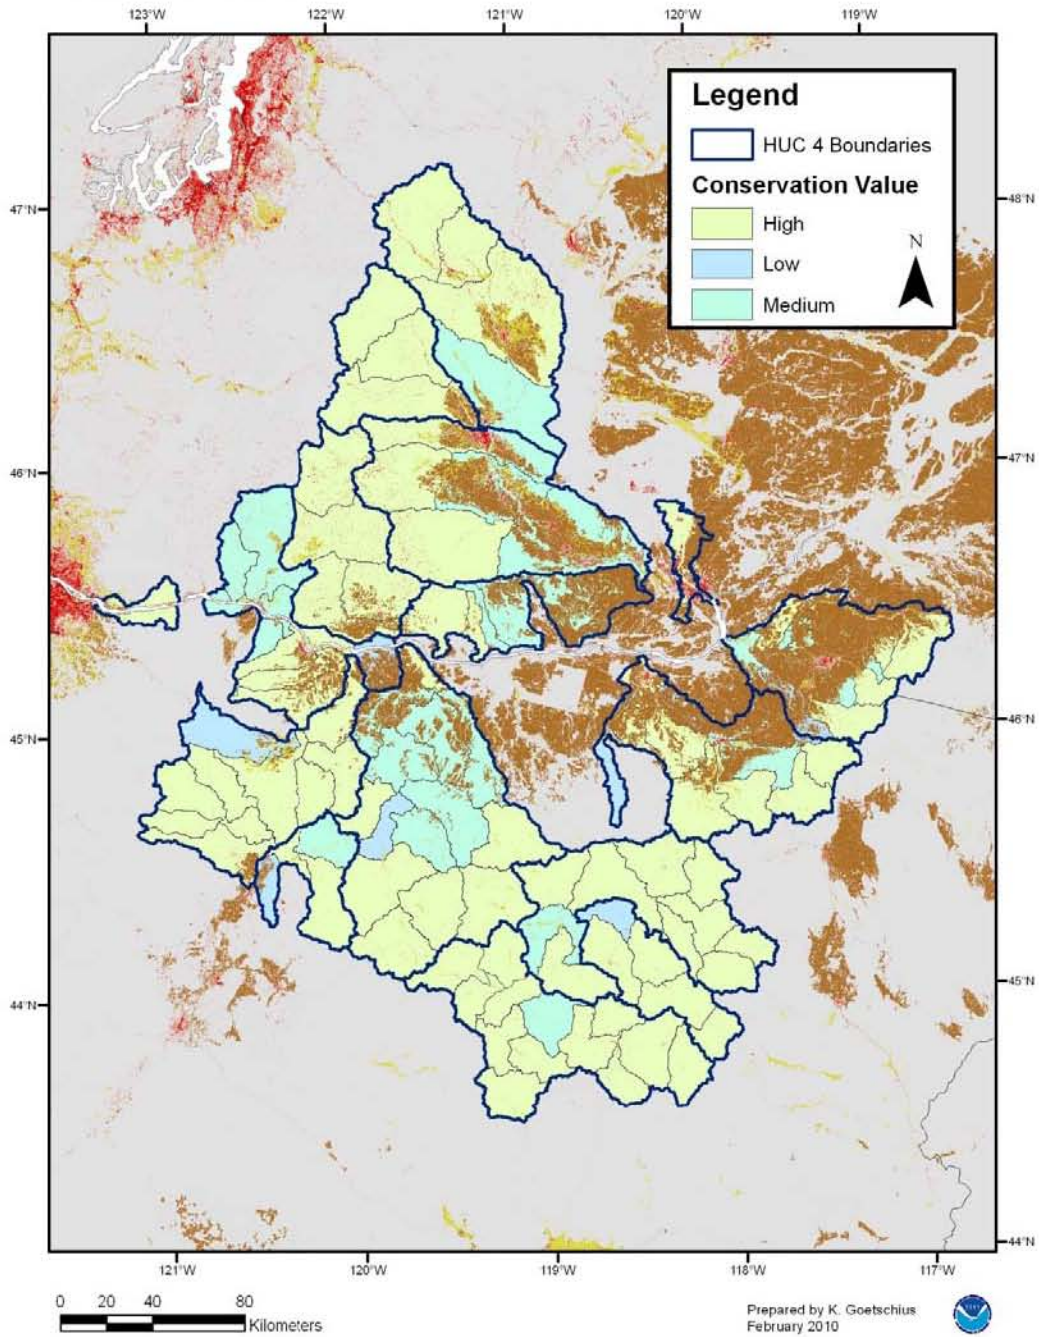 123°W 122°W 121°W 120°W 119°W
Legend
HUC 4 Boundaries
Conservation Value
High
Low
Medium
N
47°N
48°N
46°N
47°N
45°N
46°N
44°N
45°N
44°N
121°W 120°W 119°W 118°W 117°W
0 20 40 80
Kilometers
Prepared by K. Goetschius
February 2010